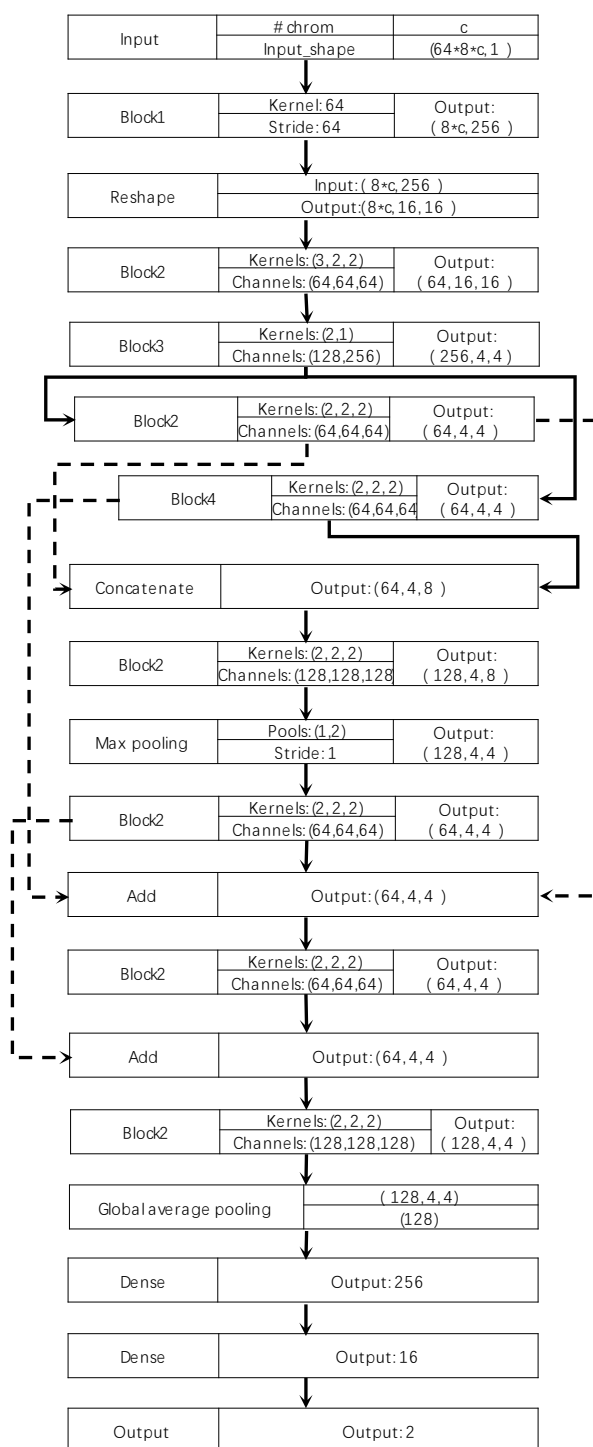 Input
# chrom
c
Input_shape
(64*8*c,1 )
Block1
Kernel:64
Stride:64
Output:
( 8*c,256 )
Reshape
Input:( 8*c,256 )
Output:(8*c,16,16 )
Block2
Kernels:(3,2,2)
Channels:(64,64,64)
Output:
( 64,16,16 )
Block3
Kernels:(2,1)
Channels:(128,256)
Output:
( 256,4,4 )
Block2
Kernels:(2,2,2)
Channels:(64,64,64)
Output:
( 64,4,4 )
Block4
Kernels:(2,2,2)
Channels:(64,64,64
Output:
( 64,4,4 )
Concatenate
Output:(64,4,8 )
Block2
Kernels:(2,2,2)
Channels:(128,128,128
Output:
( 128,4,8 )
Max pooling
Pools:(1,2)
Stride:1
Output:
( 128,4,4 )
Block2
Kernels:(2,2,2)
Channels:(64,64,64)
Output:
( 64,4,4 )
Add
Output:(64,4,4 )
Block2
Kernels:(2,2,2)
Channels:(64,64,64)
Output:
( 64,4,4 )
Add
Output:(64,4,4 )
Block2
Kernels:(2,2,2)
Channels:(128,128,128)
Output:
( 128,4,4 )
Global average pooling
( 128,4,4)
(128)
Dense
Output:256
Dense
Output:16
Output
Output:2